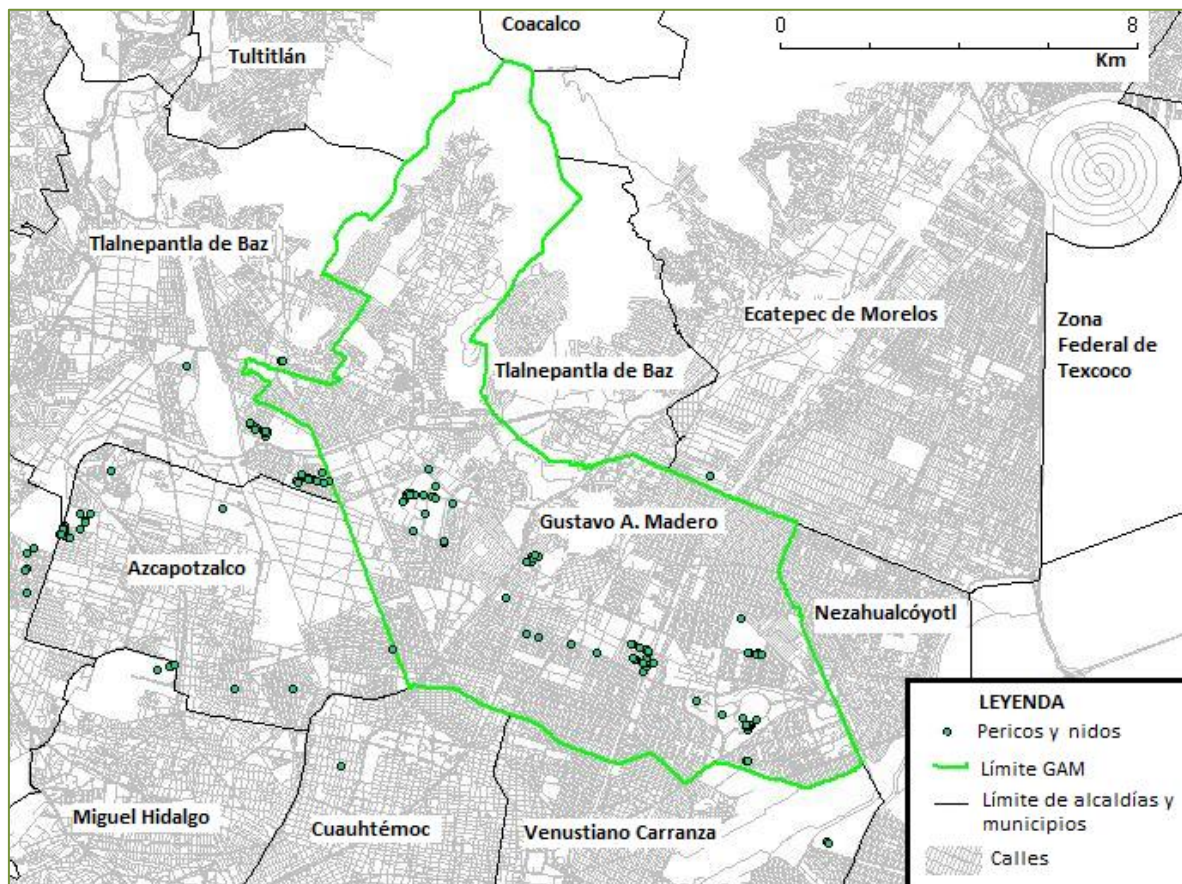 Coacalco
0 8
Km
Tultitlán
Tlalnepantla de Baz
Ecatepec de Morelos
Zona
Federal de
Texcoco
Tlalnepantla de Baz
Gustavo A. Madero
Azcapotzalco
Nezahualcóyotl
Miguel Hidalgo
Cuauhtémoc
Venustiano Carranza
LEYENDA
Pericos y nidos
Límite GAM
Límite de alcaldías y
municipios
Calles